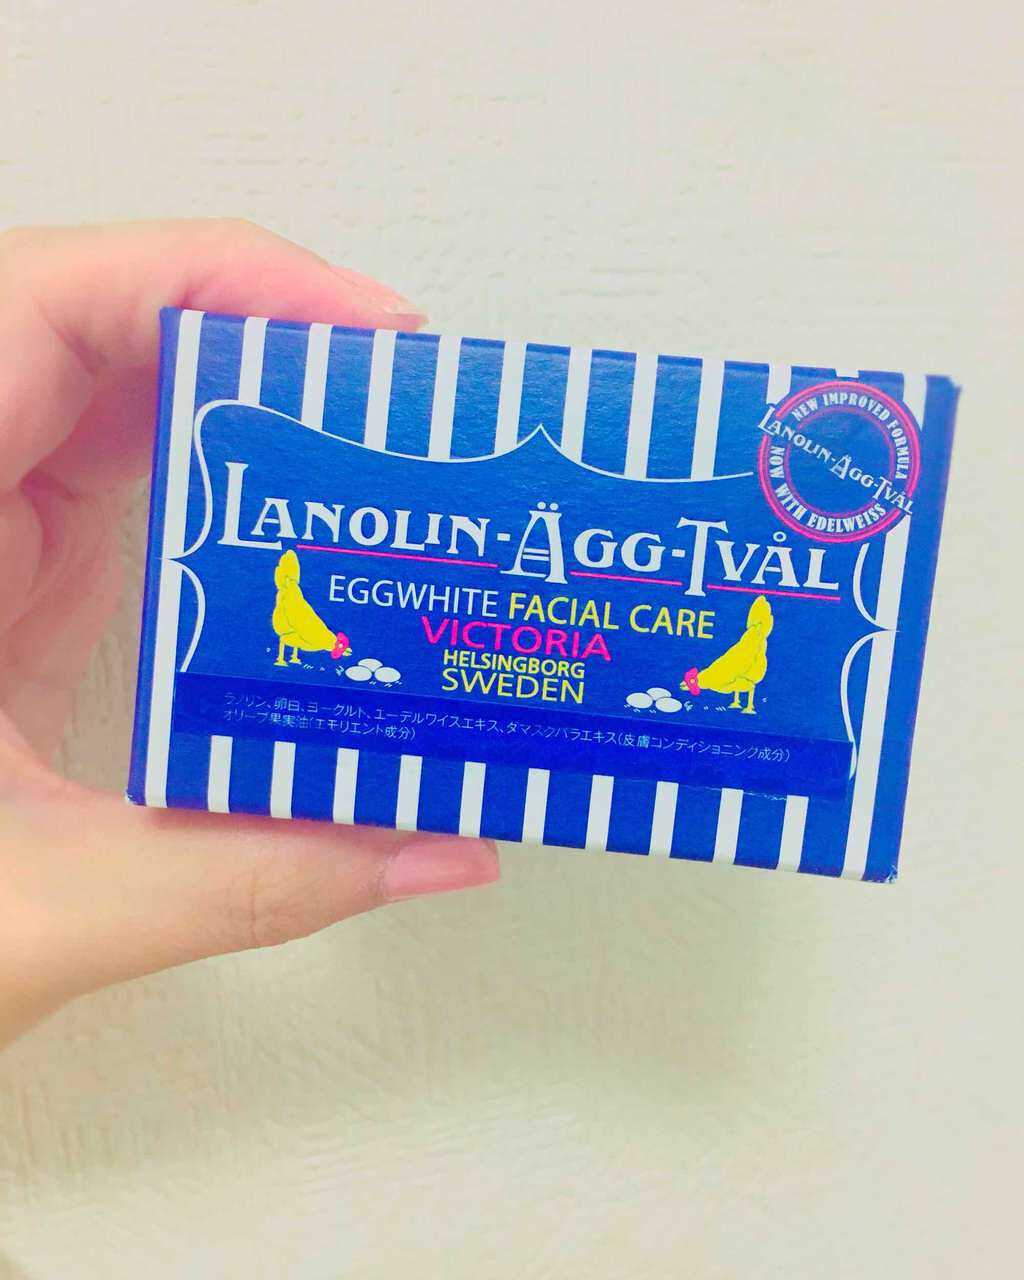 NEW IMPROVED FORMULA
LANOLIN-ÄGG-TVÅL
NOW WITH EDELWEISS
LANOLIN-ÄGG-TVÅL
EGGWHITE FACIAL CARE
VICTORIA
HELSINGBORG
SWEDEN
ラノリン、卵白、ヨーグルト、エーデルワイスエキス、ダマスクバラエキス(皮膚コンディショニング成分)
オリーブ果実油(エモリエント成分)